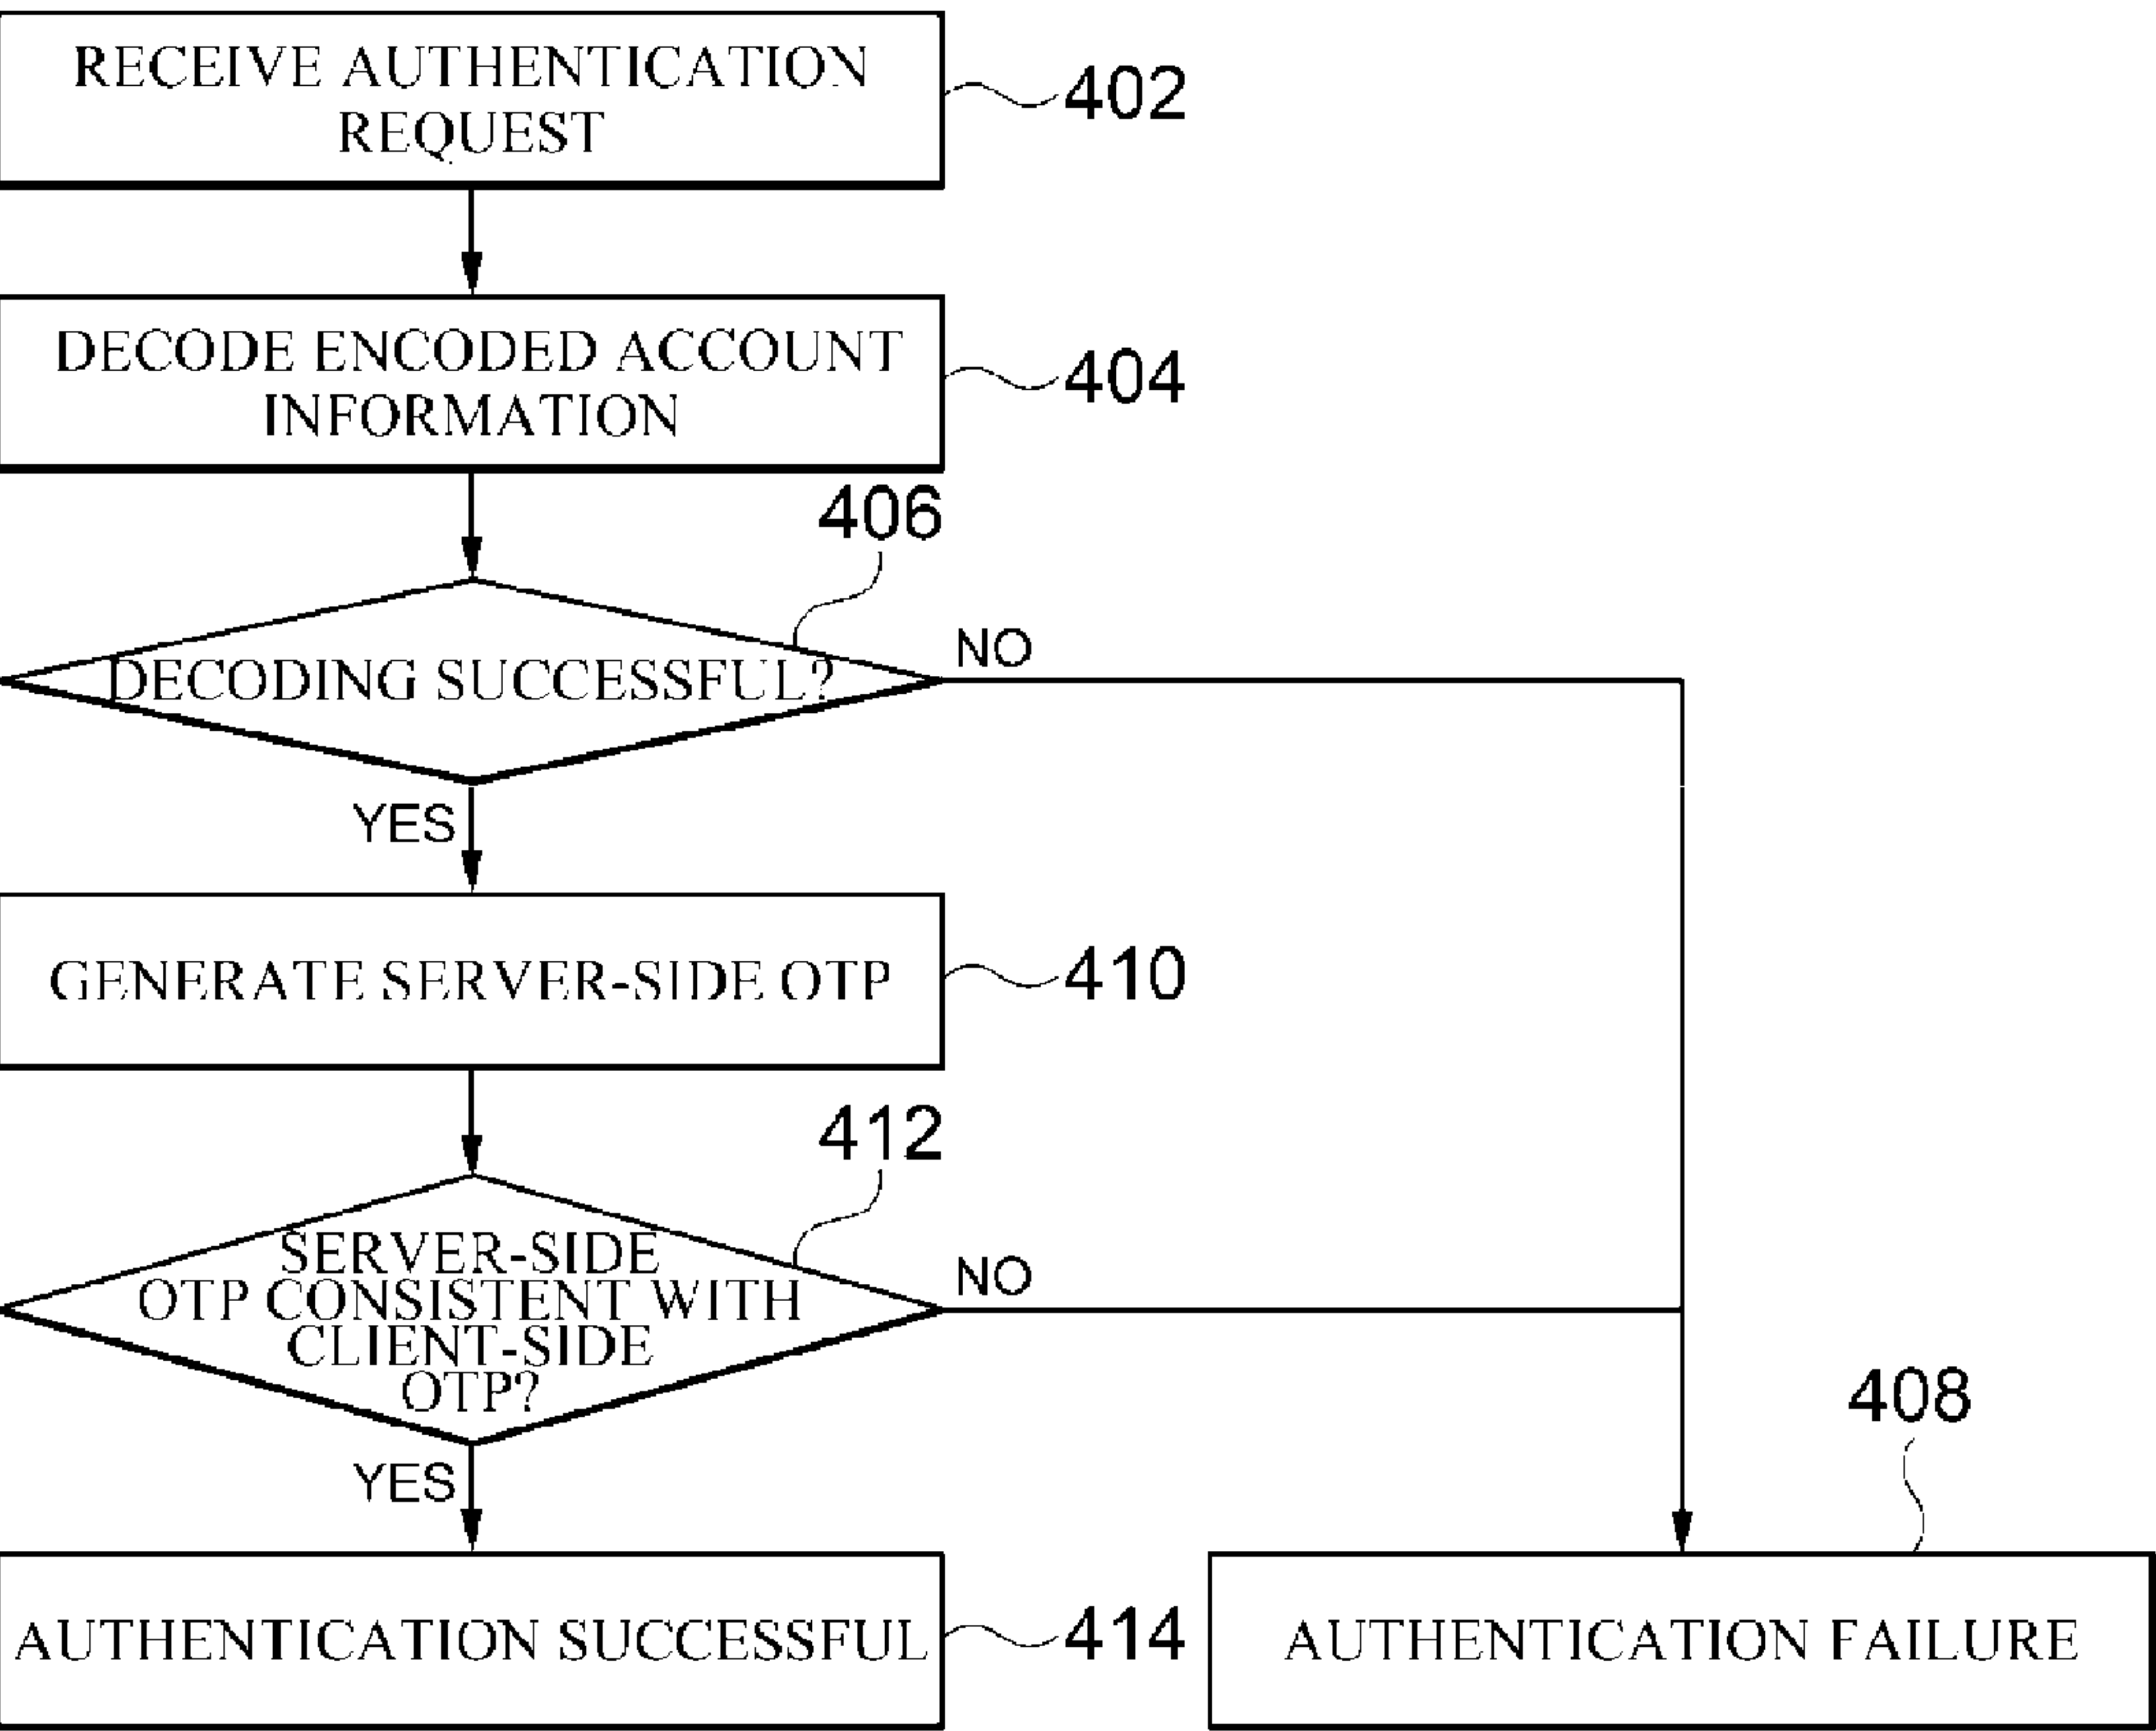 RECEIVE AUTHENTICATION
REQUEST
402
DECODE ENCODED ACCOUNT
INFORMATION
404
406
DECODING SUCCESSFUL?
NO
YES
GENERATE SERVER-SIDE OTP
410
412
SERVER-SIDE
OTP CONSISTENT WITH
CLIENT-SIDE
OTP?
NO
YES
408
AUTHENTICATION SUCCESSFUL
414
AUTHENTICATION FAILURE